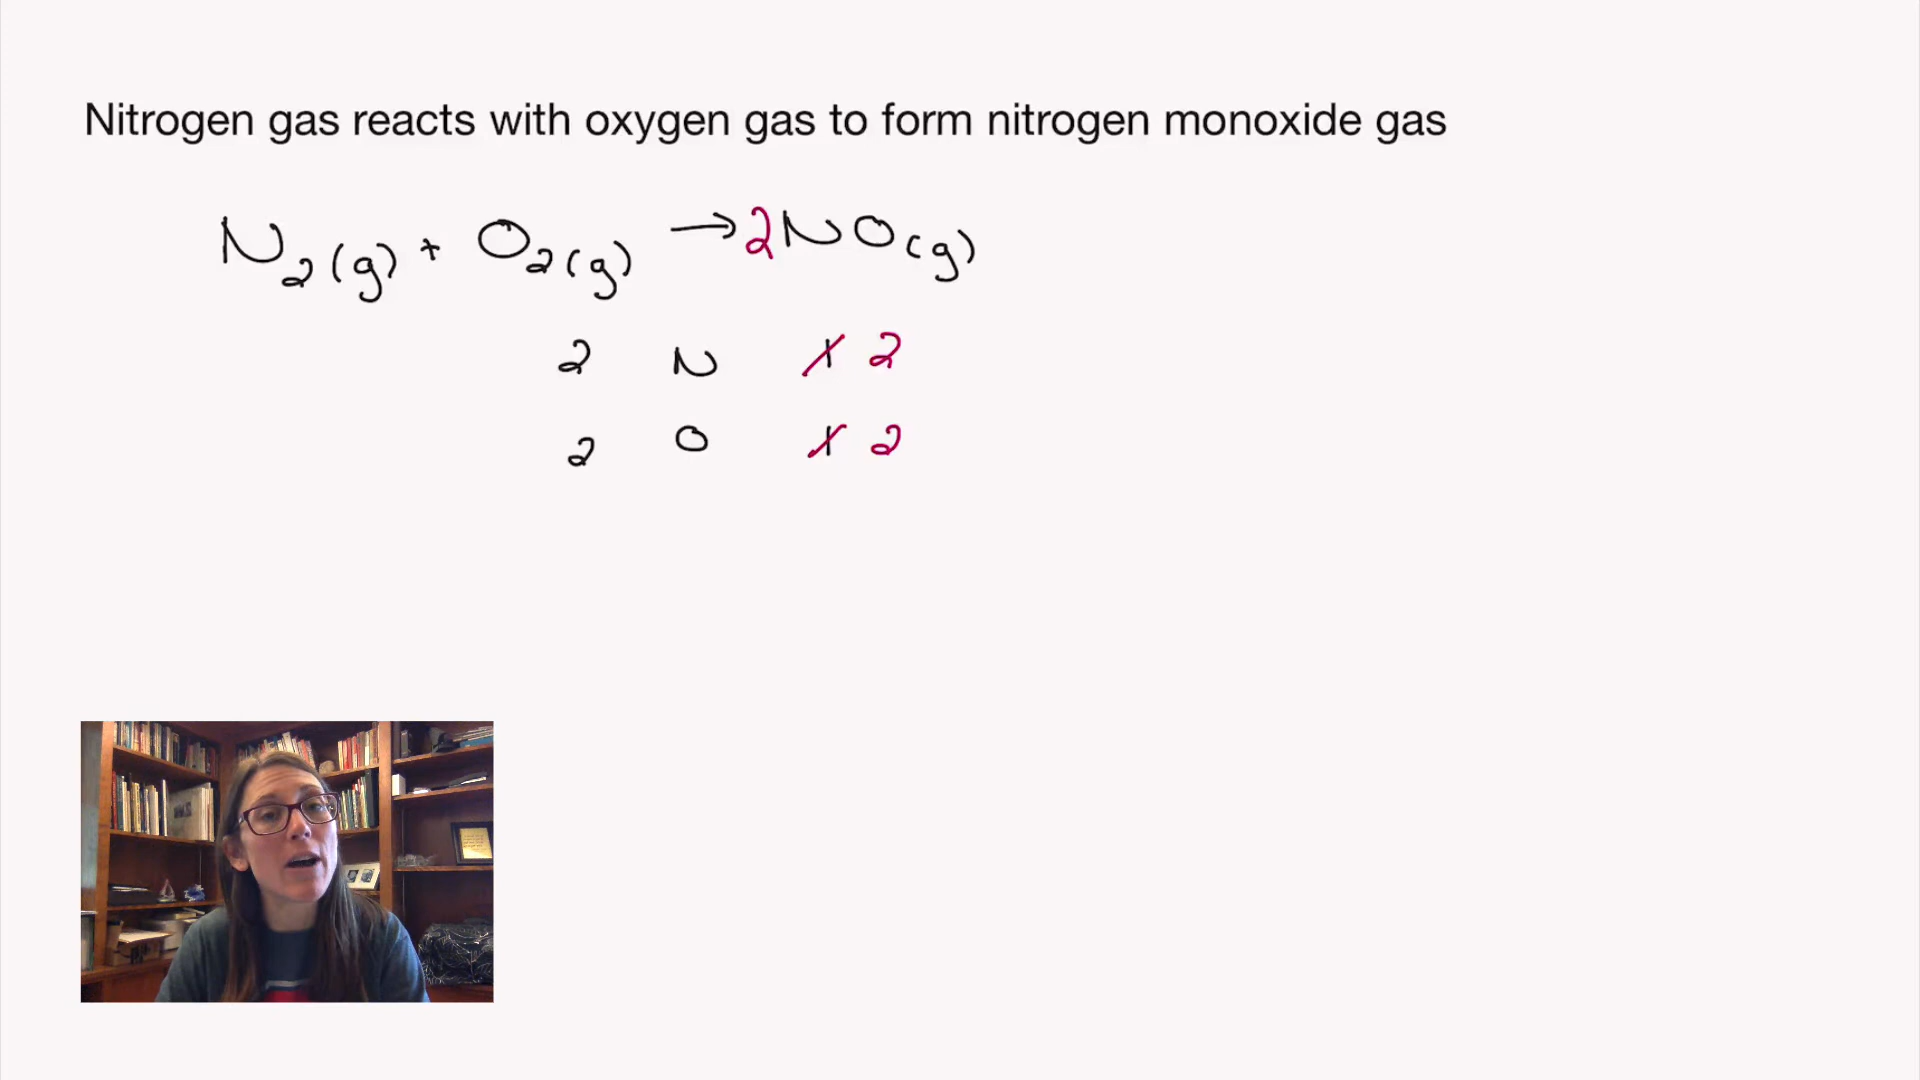 Nitrogen gas reacts with oxygen gas to form nitrogen monoxide gas
N₂(g) + O₂(g) → 2NO(g)
2 N 1 2
2 O 1 2